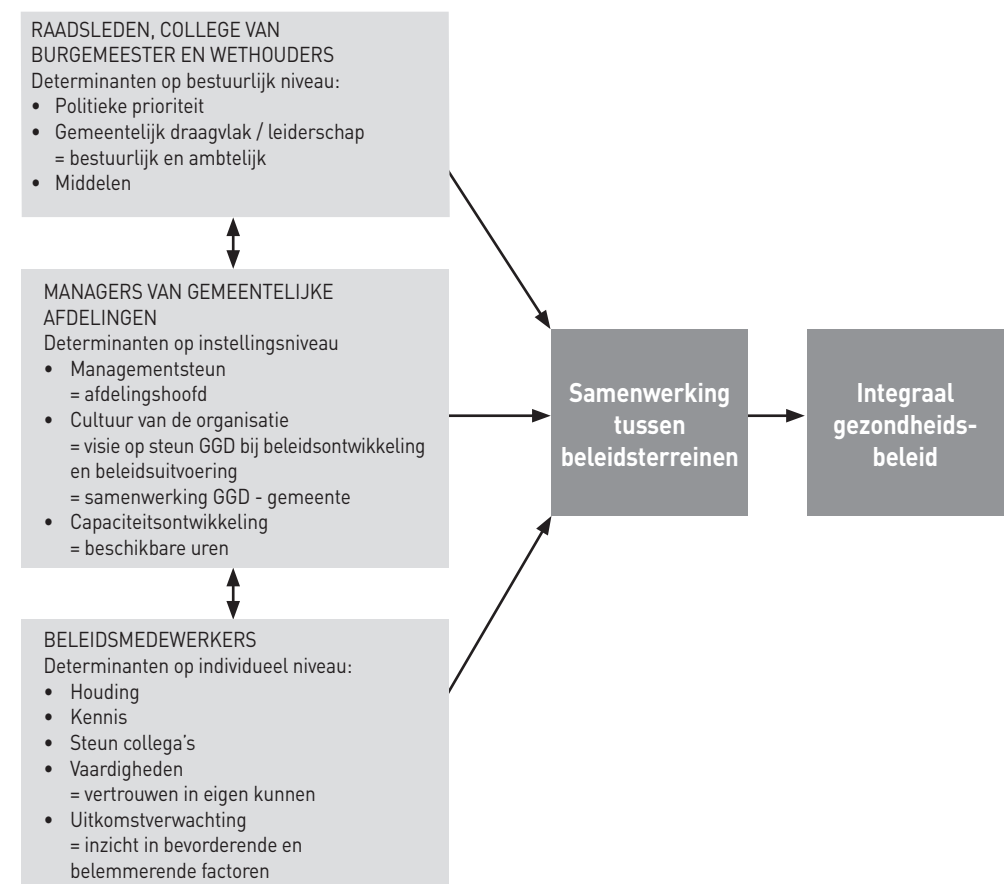 RAADSLEDEN, COLLEGE VAN
BURGEMEESTER EN WETHOUDERS
Determinanten op bestuurlijk niveau:
• Politieke prioriteit
• Gemeentelijk draagvlak / leiderschap
= bestuurlijk en ambtelijk
• Middelen
MANAGERS VAN GEMEENTELIJKE
AFDELINGEN
Determinanten op instellingsniveau
• Managementsteun
= afdelingshoofd
• Cultuur van de organisatie
= visie op steun GGD bij beleidsontwikkeling
en beleidsuitvoering
= samenwerking GGD - gemeente
• Capaciteitsontwikkeling
= beschikbare uren
BELEIDSMEDEWERKERS
Determinanten op individueel niveau:
• Houding
• Kennis
• Steun collega's
• Vaardigheden
= vertrouwen in eigen kunnen
• Uitkomstverwachting
= inzicht in bevorderende en
belemmerende factoren
Samenwerking
tussen
beleidsterreinen
Integraal
gezondheids-
beleid